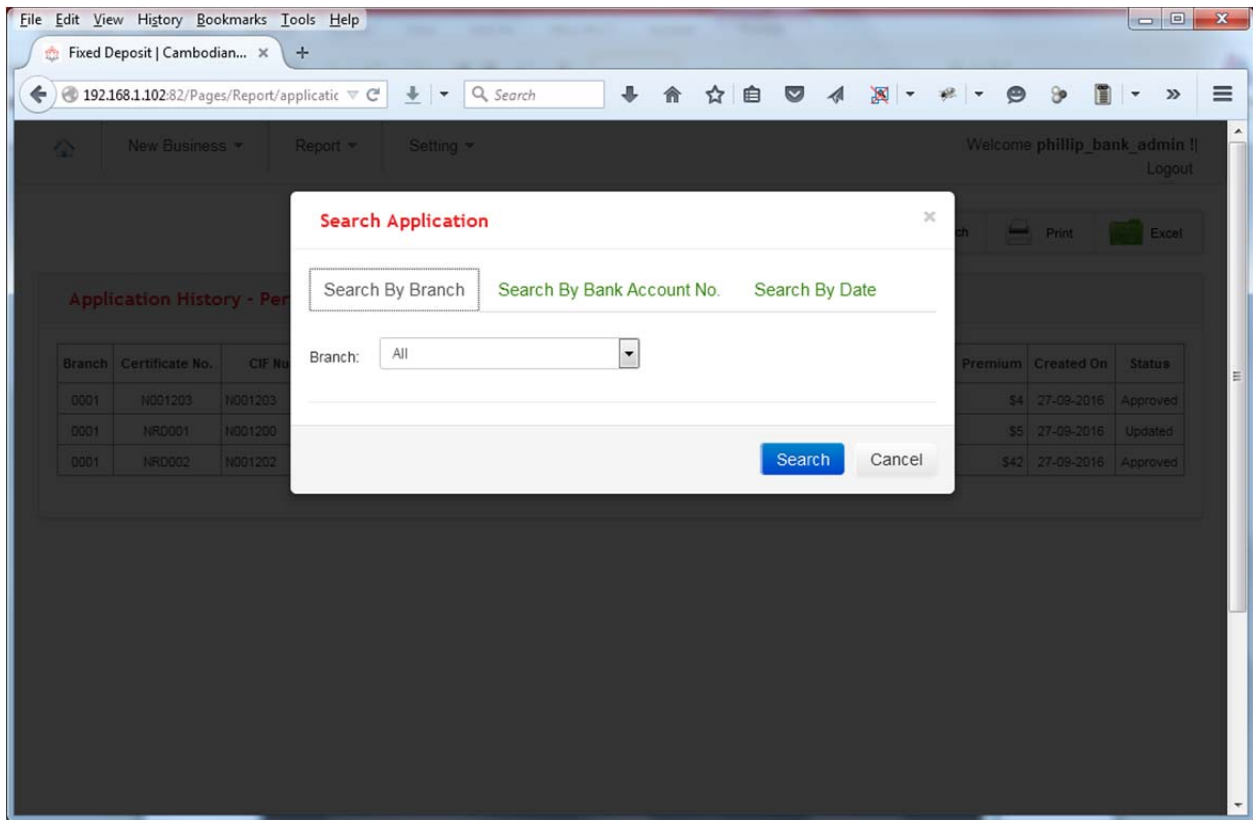 File Edit View History Bookmarks Tools Help
Fixed Deposit | Cambodian... × +
192.168.1.102:82/Pages/Report/applicatic Search
New Business Report Setting Welcome phillip_bank_admin !|
Logout
Search Application ×
Print Excel
Search By Branch Search By Bank Account No. Search By Date
Application History - Per
Branch: All
Branch Certificate No. CIF Nu Premium Created On Status
0001 N001203 N001203 $4 27-09-2016 Approved
0001 NRD001 N001200 $5 27-09-2016 Updated
Search Cancel
0001 NRD002 N001202 $42 27-09-2016 Approved